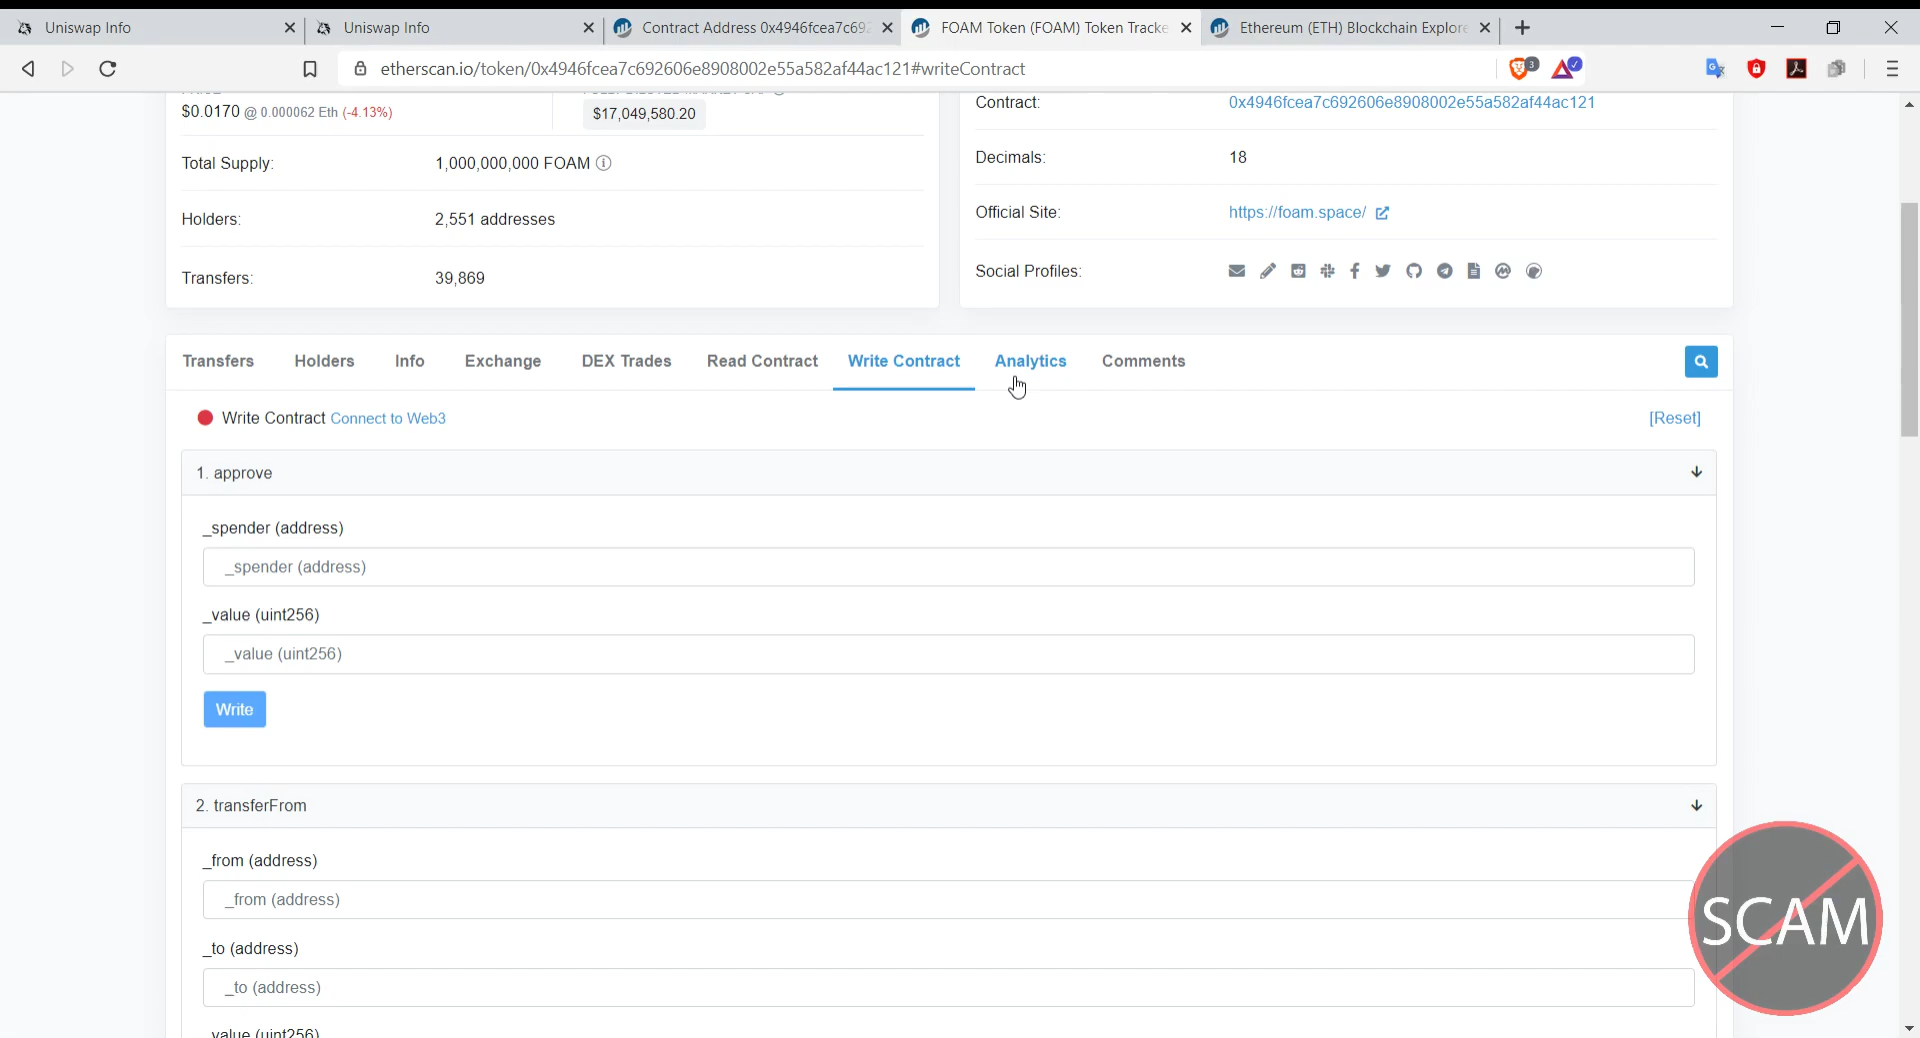 Uniswap Info
Uniswap Info
Contract Address 0x4946fcea7c692
FOAM Token (FOAM) Token Tracke
Ethereum (ETH) Blockchain Explore
etherscan.io/token/0x4946fcea7c692606e8908002e55a582af44ac121#writeContract
3
$0.0170 @ 0.000062 Eth (-4.13%)
$17,049,580.20
Total Supply:
1,000,000,000 FOAM
Holders:
2,551 addresses
Transfers:
39,869
Contract:
0x4946fcea7c692606e8908002e55a582af44ac121
Decimals:
18
Official Site:
https://foam.space/
Social Profiles:
Transfers Holders Info Exchange DEX Trades Read Contract Write Contract Analytics Comments
Write Contract Connect to Web3
[Reset]
1. approve
_spender (address)
_spender (address)
_value (uint256)
_value (uint256)
Write
2. transferFrom
_from (address)
_from (address)
_to (address)
_to (address)
_value (uint256)
SCAM